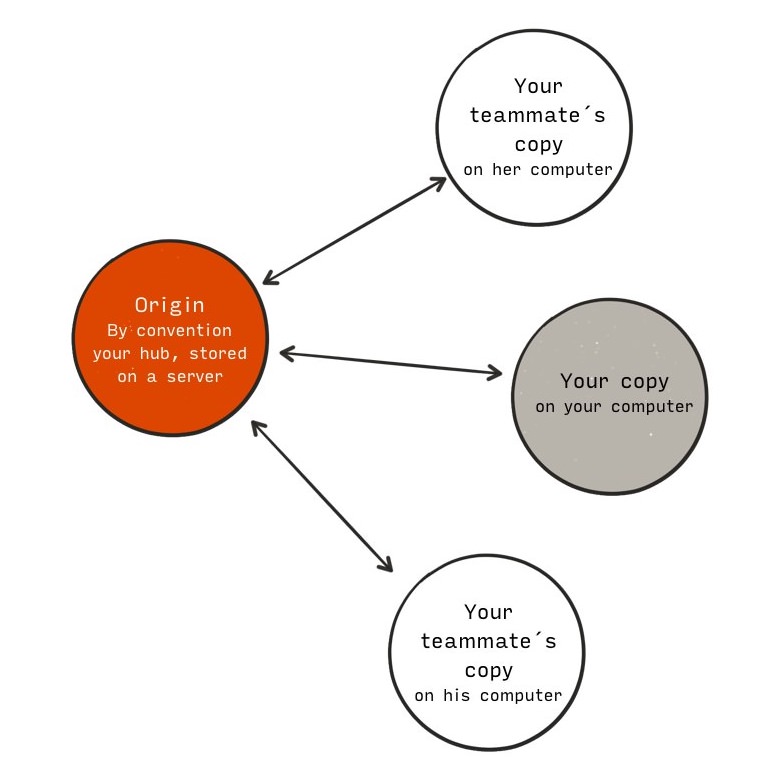 Your
teammate´s
copy
on her computer
Origin
By convention
your hub, stored
on a server
Your copy
on your computer
Your
teammate´s
copy
on his computer